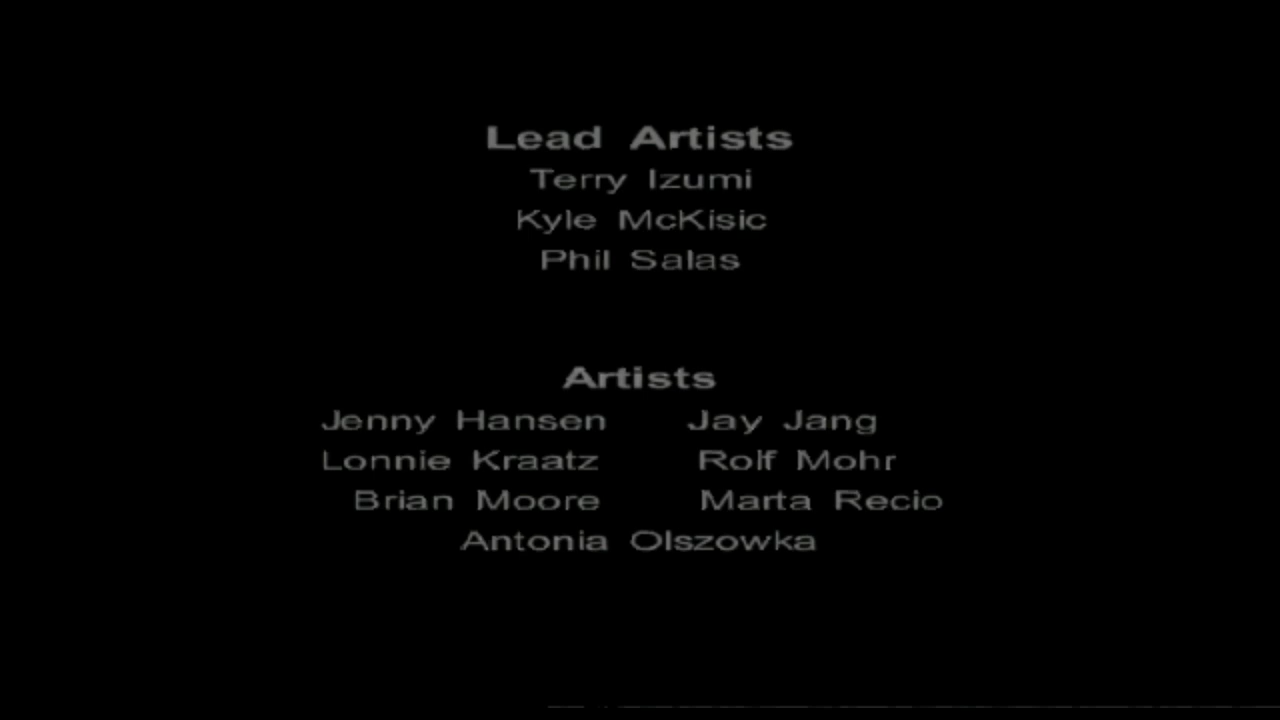 Lead Artists
Terry Izumi
Kyle McKisic
Phil Salas
Artists
Jenny Hansen Jay Jang
Lonnie Kraatz Rolf Mohr
Brian Moore Marta Recio
Antonia Olszowka